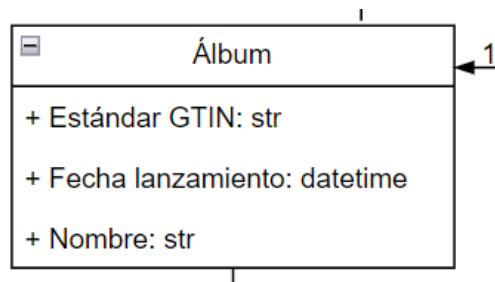 Álbum
1
+ Estándar GTIN: str
+ Fecha lanzamiento: datetime
+ Nombre: str